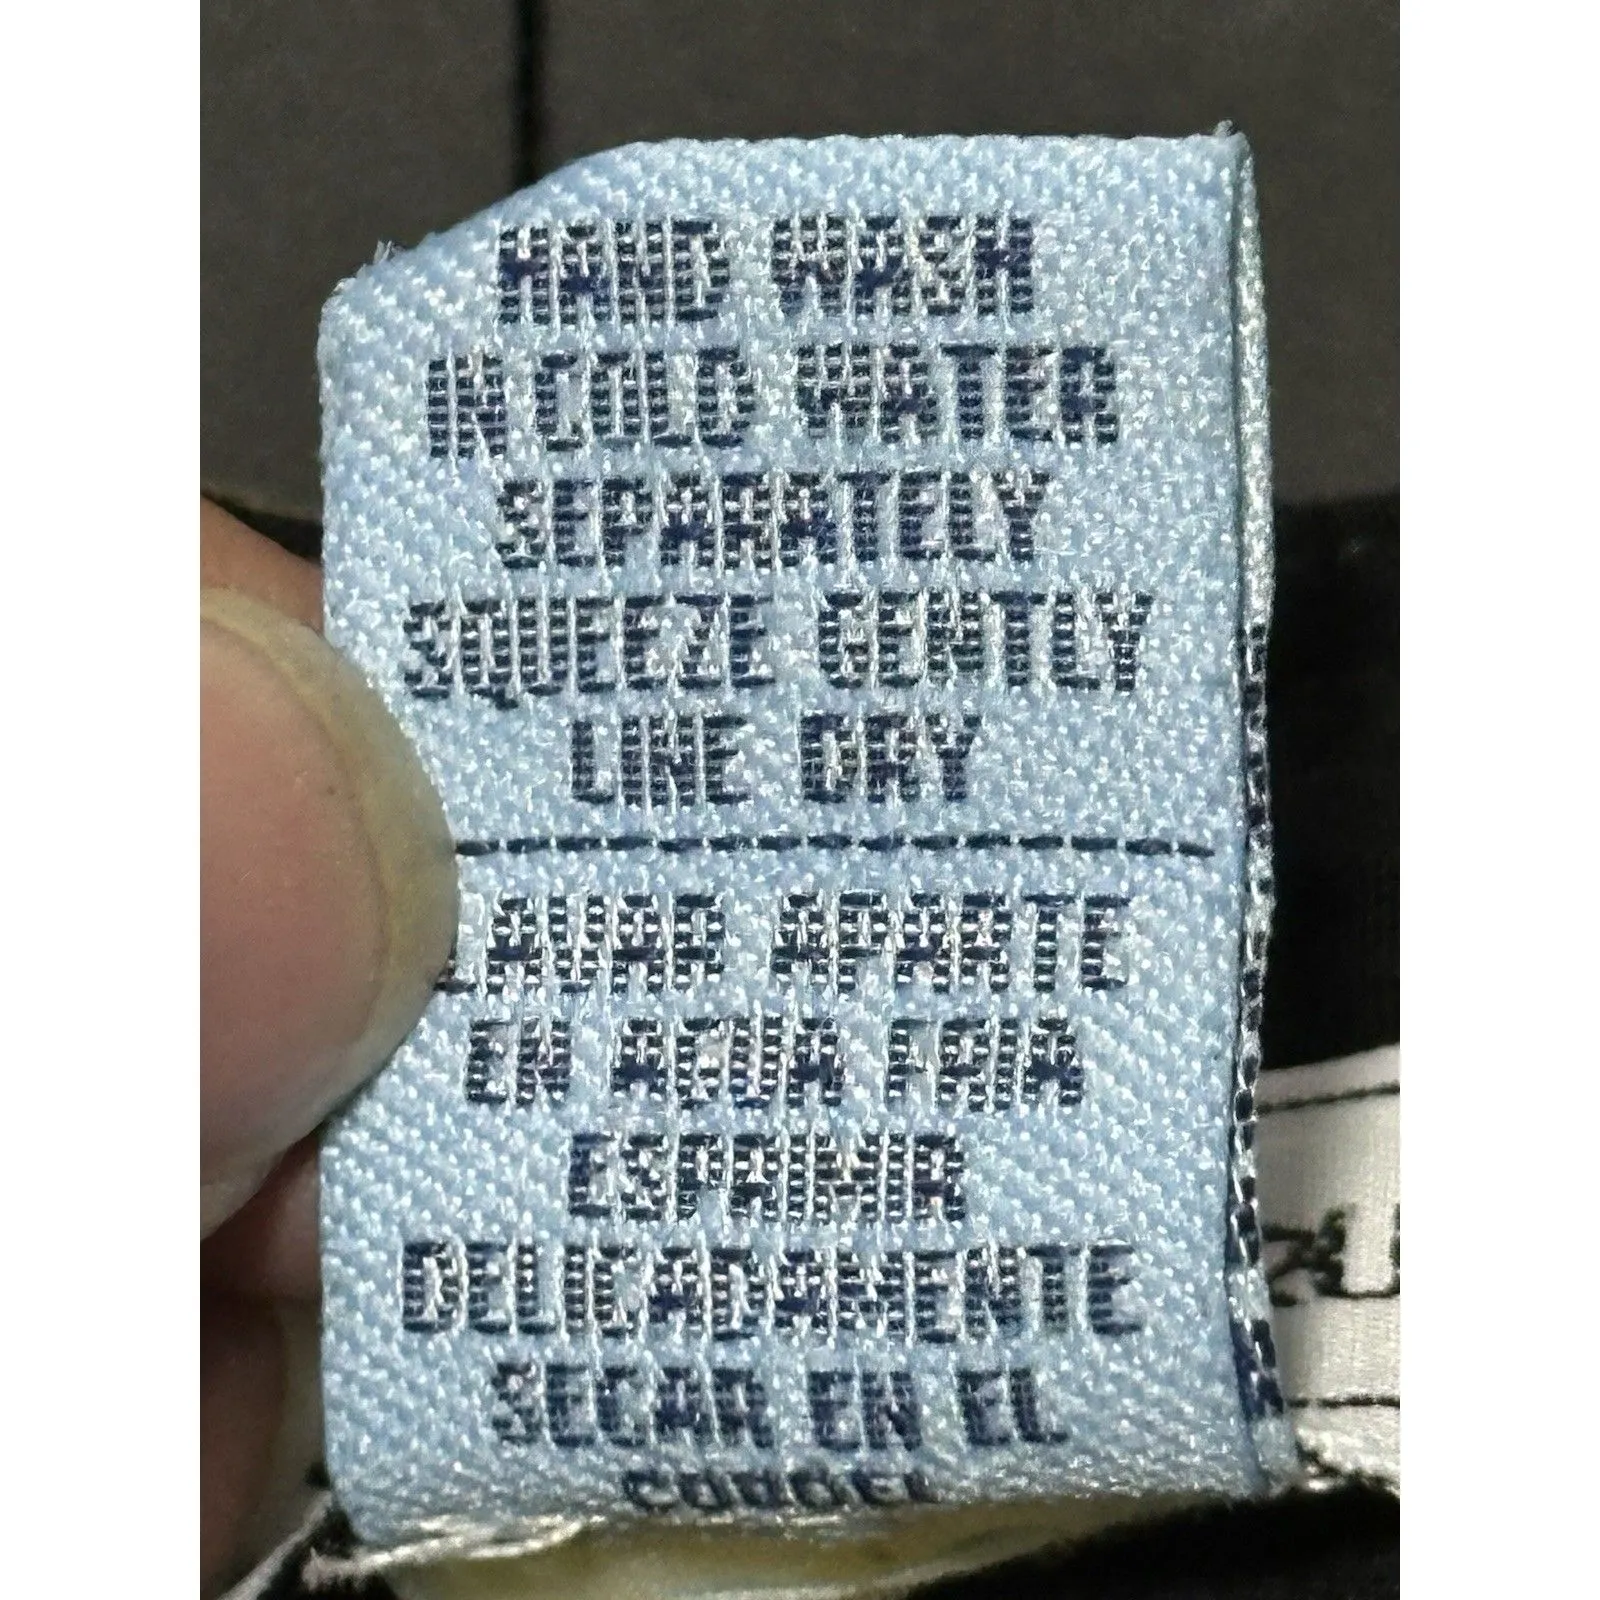 HAND WASH
IN COLD WATER
SEPARATELY
SQUEEZE GENTLY
LINE DRY
LAVAR APARTE
EN AGUA FRIA
ESPRIMIR
DELICADAMENTE
SECAR EN EL